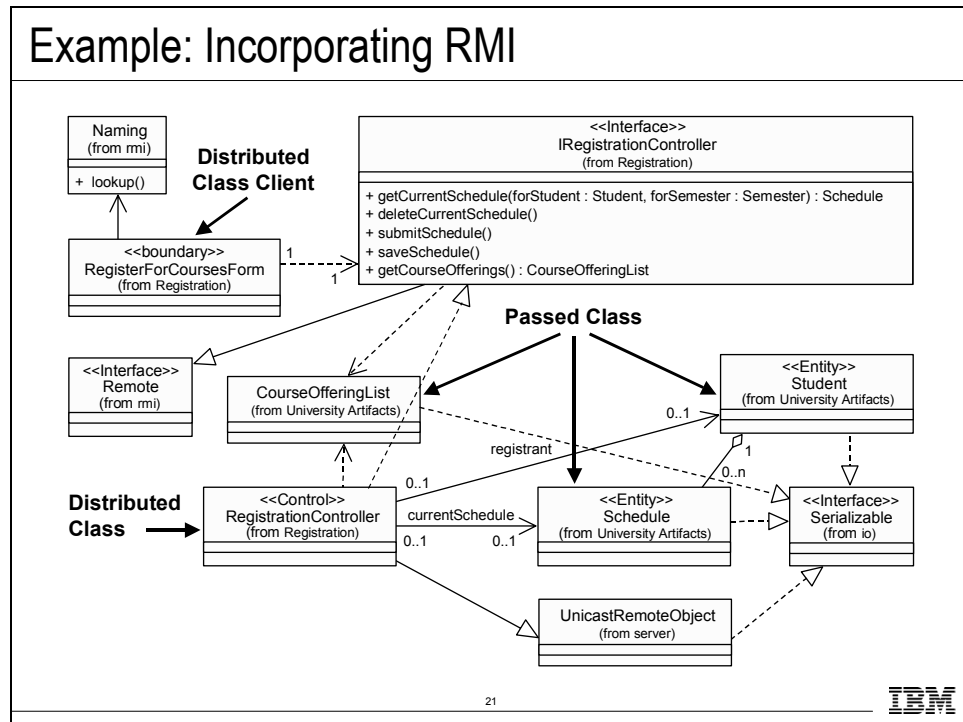 Example: Incorporating RMI
Naming
(from rmi)
+ lookup()
Distributed
Class Client
<<Interface>>
IRegistrationController
(from Registration)
+ getCurrentSchedule(forStudent : Student, forSemester : Semester) : Schedule
+ deleteCurrentSchedule()
+ submitSchedule()
+ saveSchedule()
+ getCourseOfferings() : CourseOfferingList
<<boundary>>
RegisterForCoursesForm
(from Registration)
1
1
Passed Class
<<Interface>>
Remote
(from rmi)
CourseOfferingList
(from University Artifacts)
<<Entity>>
Student
(from University Artifacts)
0..1
registrant
1
0..n
0..1
Distributed
Class
<<Control>>
RegistrationController
(from Registration)
currentSchedule
0..1
0..1
<<Entity>>
Schedule
(from University Artifacts)
<<Interface>>
Serializable
(from io)
UnicastRemoteObject
(from server)
21
IBM